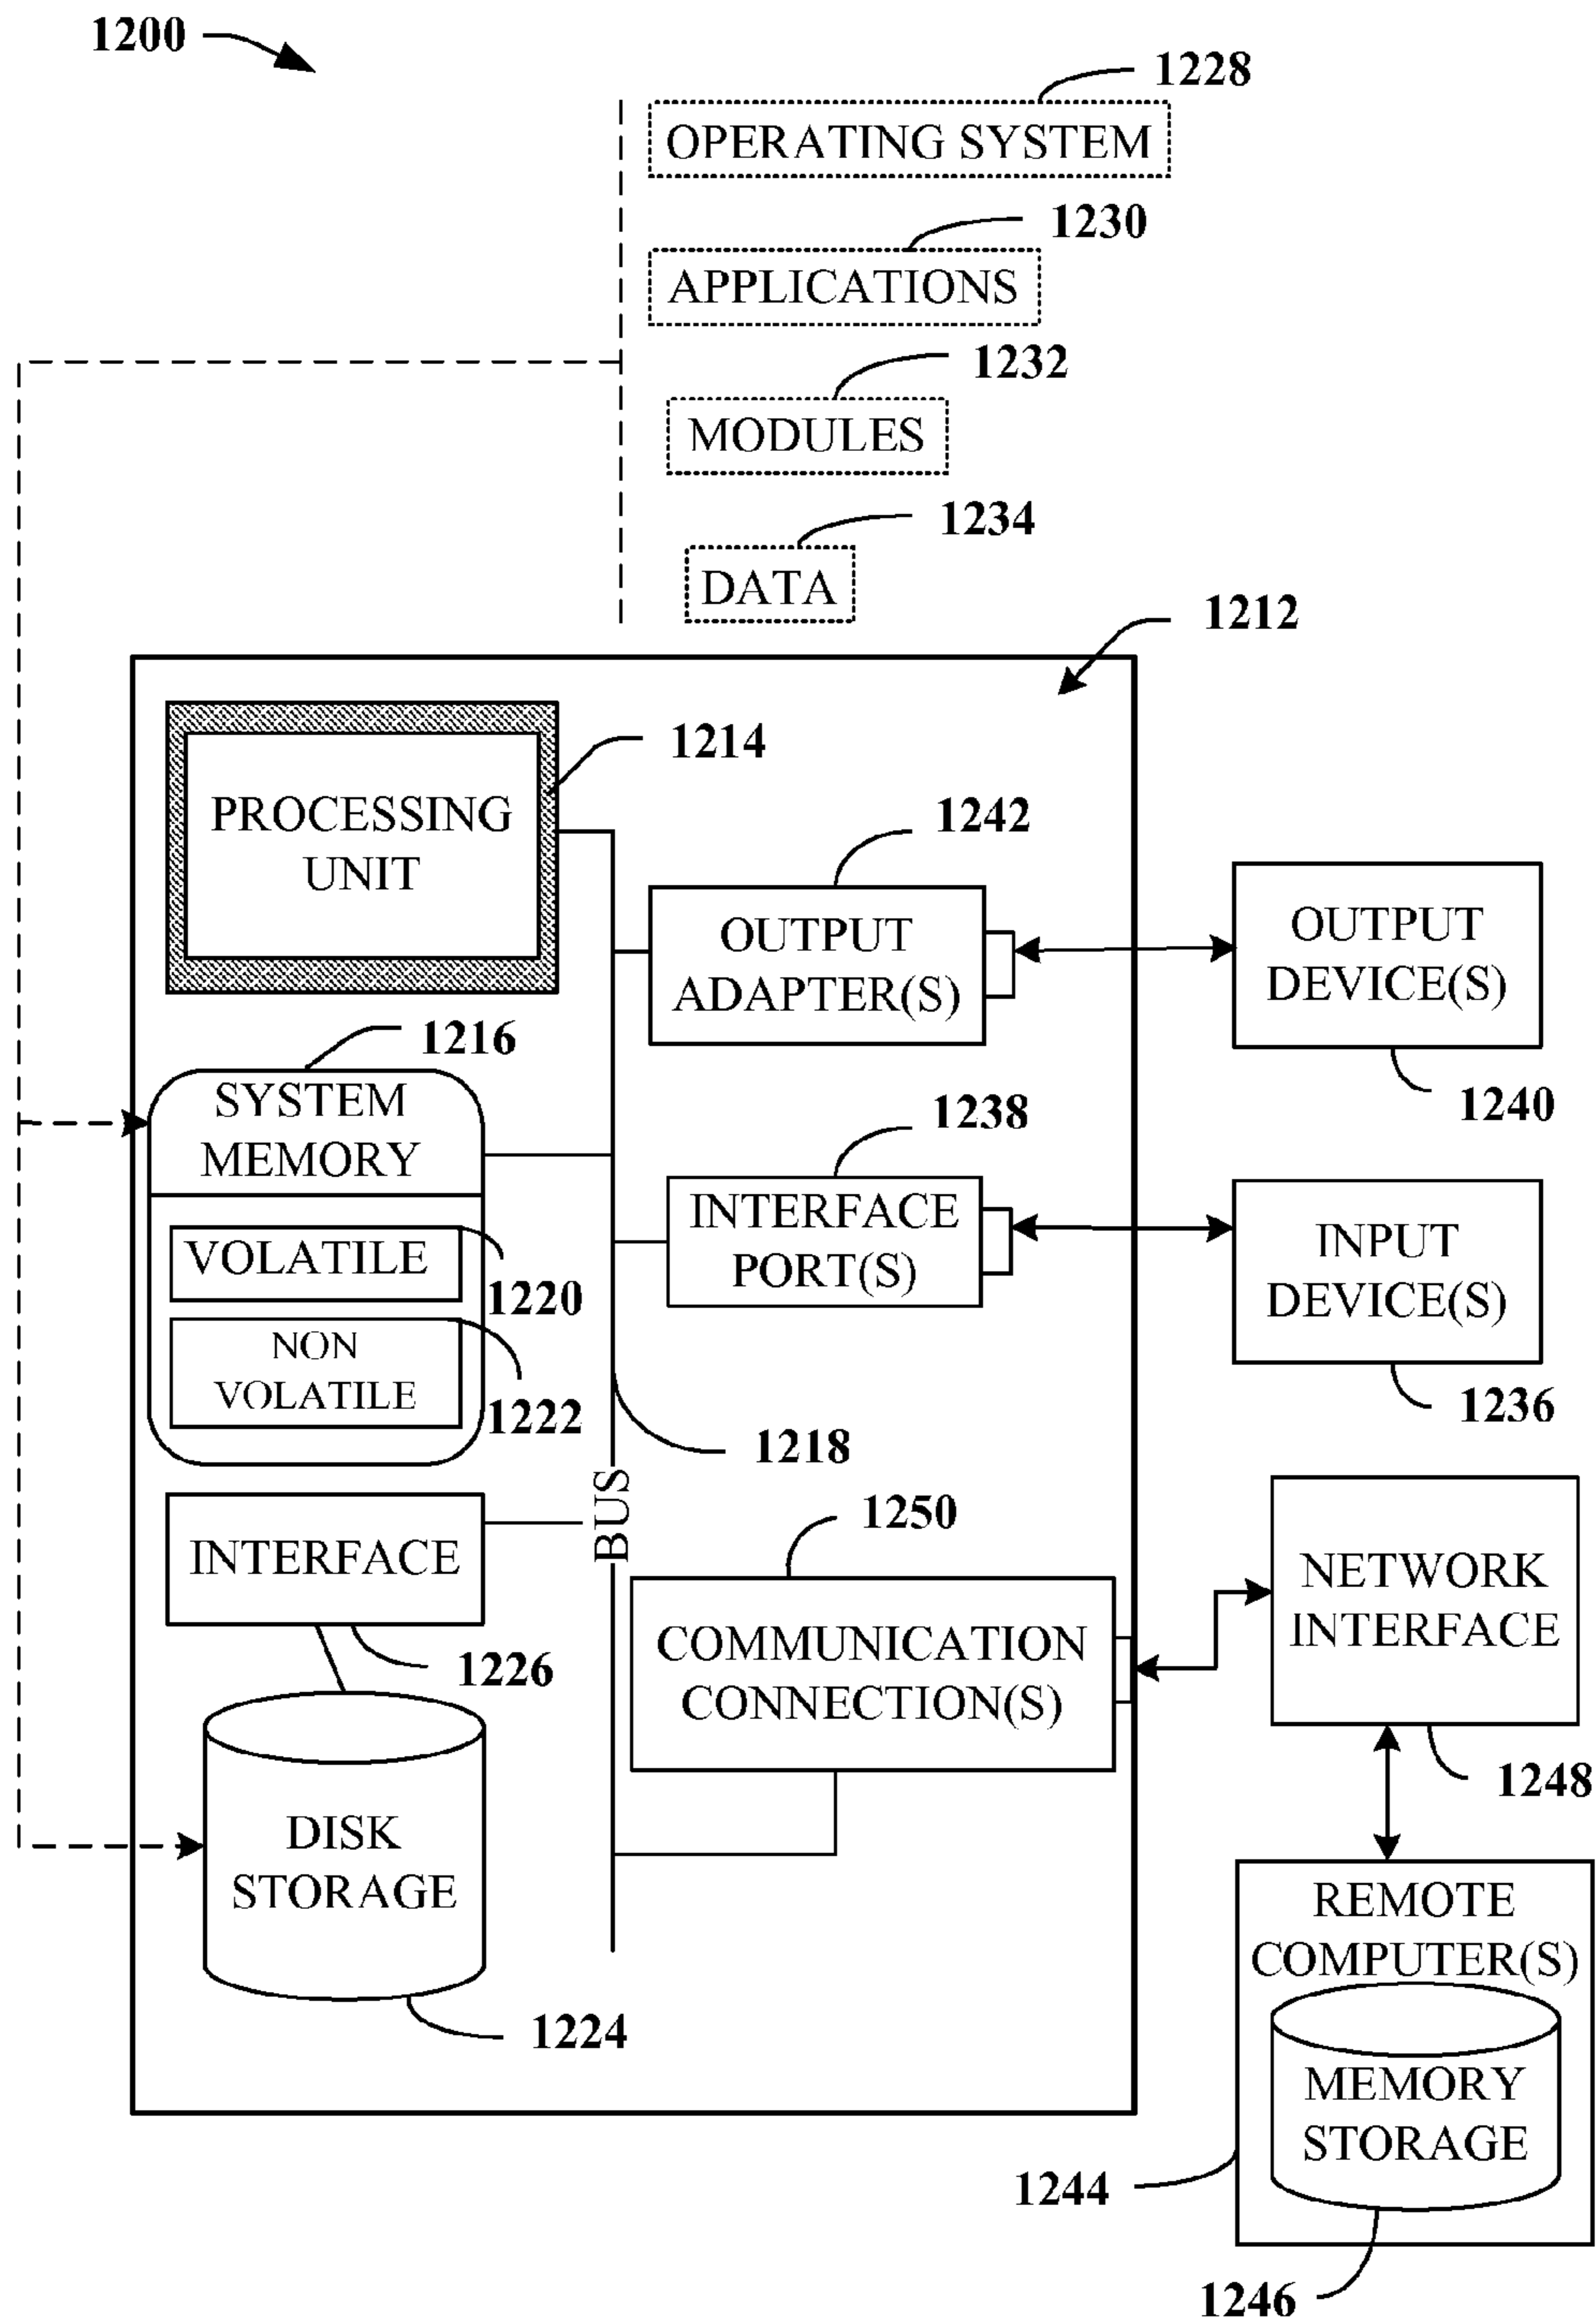 1200
1228
OPERATING SYSTEM
1230
APPLICATIONS
1232
MODULES
1234
DATA
1212
1214
PROCESSING
UNIT
1242
OUTPUT
ADAPTER(S)
OUTPUT
DEVICE(S)
1240
1216
SYSTEM
MEMORY
1238
INTERFACE
PORT(S)
INPUT
DEVICE(S)
1236
VOLATILE
1220
NON
VOLATILE
1222
1218
BUS
1250
INTERFACE
1226
COMMUNICATION
CONNECTION(S)
NETWORK
INTERFACE
1248
DISK
STORAGE
1224
REMOTE
COMPUTER(S)
MEMORY
STORAGE
1244
1246